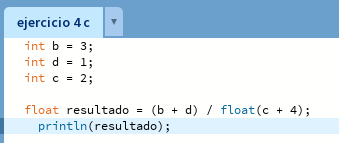 ejercicio 4 c
int b = 3;
int d = 1;
int c = 2;
float resultado = (b + d) / float(c + 4);
println(resultado);